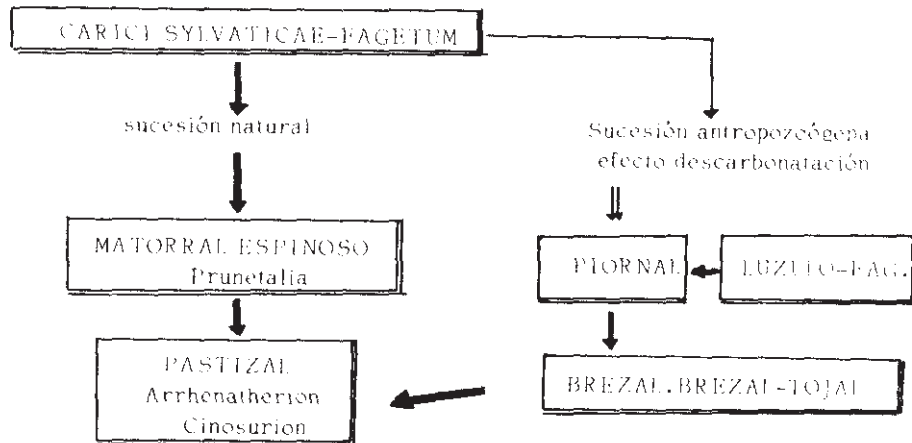 CARICI SYLVATICAE-FAGETUM
sucesión natural
Sucesión antropozoógena
efecto descarbonatación
MATORRAL ESPINOSO
Prunetalia
PIORNAL
LUZULO-FAG.
PASTIZAL
Arrhenatherion
Cinosurion
BREZAL.BREZAL-TOJAL